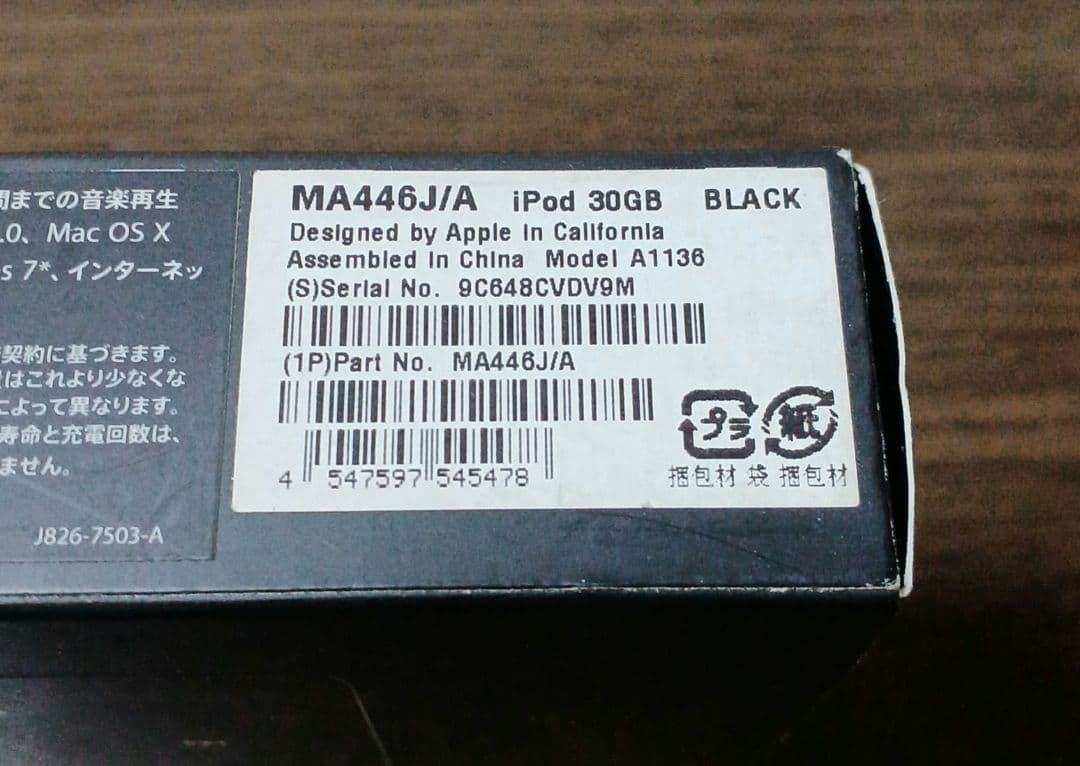 間までの音楽再生
.0、Mac OS X
s 7*、インターネッ
契約に基づきます。
はこれより少なくな
によって異なります。
寿命と充電回数は、
ません。
J826-7503-A
MA446J/A iPod 30GB BLACK
Designed by Apple in California
Assembled in China Model A1136
(S)Serial No. 9C648CVDV9M
(1P)Part No. MA446J/A
4 547597 545478
プラ 紙
捆包材 袋 捆包材